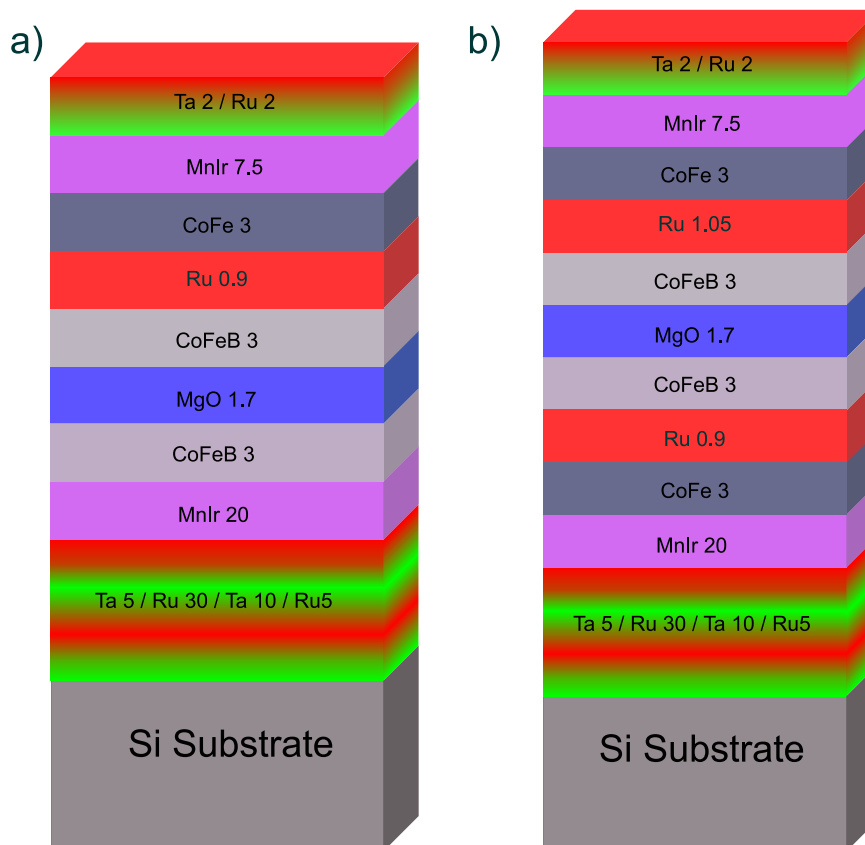 a)
Ta 2 / Ru 2
MnIr 7.5
CoFe 3
Ru 0.9
CoFeB 3
MgO 1.7
CoFeB 3
MnIr 20
Ta 5 / Ru 30 / Ta 10 / Ru5
Si Substrate
b)
Ta 2 / Ru 2
MnIr 7.5
CoFe 3
Ru 1.05
CoFeB 3
MgO 1.7
CoFeB 3
Ru 0.9
CoFe 3
MnIr 20
Ta 5 / Ru 30 / Ta 10 / Ru5
Si Substrate